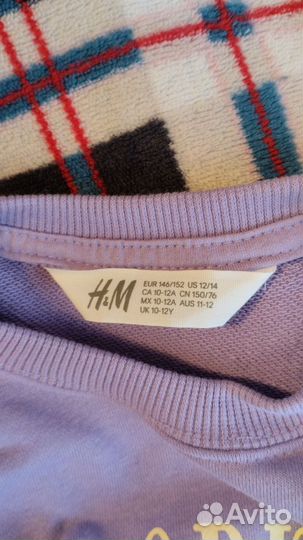 H&M
EUR 146/152 US 12/14
CA 10-12A CN 150/76
MX 10-12A AUS 11-12
UK 10-12Y
Avito